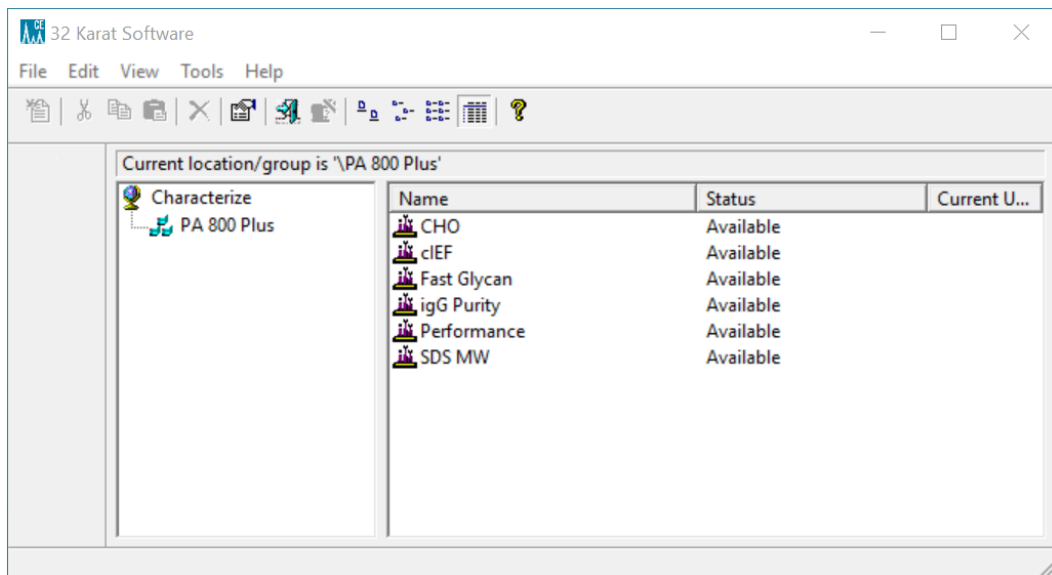 CE
32 Karat Software
File Edit View Tools Help
Current location/group is '\PA 800 Plus'
Characterize
PA 800 Plus
Name Status Current U...
CHO Available
cIEF Available
Fast Glycan Available
igG Purity Available
Performance Available
SDS MW Available